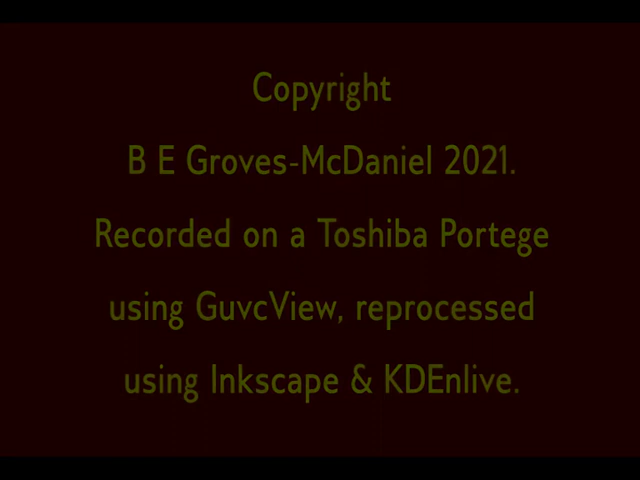 Copyright
B E Groves-McDaniel 2021.
Recorded on a Toshiba Portege
using GuvcView, reprocessed
using Inkscape & KDEnlive.